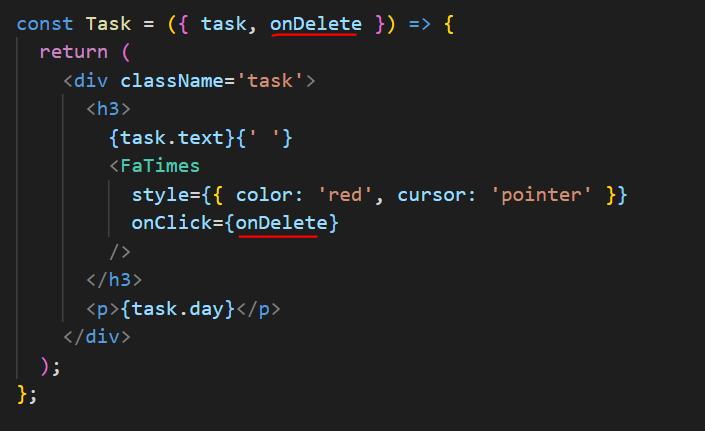 const Task = ({ task, onDelete }) => {
return (
<div className='task'>
<h3>
{task.text}{' '}
<FaTimes
style={{ color: 'red', cursor: 'pointer' }}
onClick={onDelete}
/>
</h3>
<p>{task.day}</p>
</div>
);
};